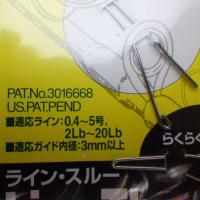 PAT.No.3016668
US.PAT.PEND
■適応ライン:0.4～5号,
2Lb～20Lb
■適応ガイド内径:3mm以上
らくらく
ライン・スルー